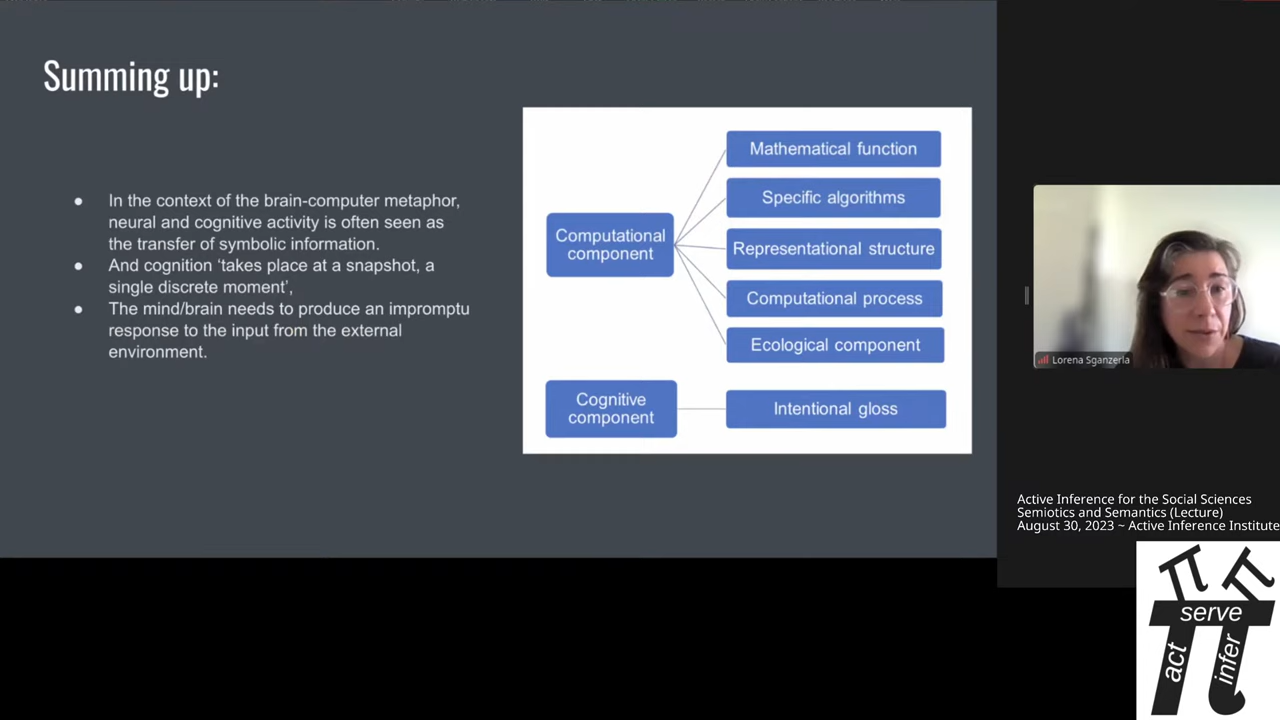 Summing up:
● In the context of the brain-computer metaphor,
neural and cognitive activity is often seen as
the transfer of symbolic information.
● And cognition ‘takes place at a snapshot, a
single discrete moment’,
● The mind/brain needs to produce an impromptu
response to the input from the external
environment.
Computational
component
Mathematical function
Specific algorithms
Representational structure
Computational process
Ecological component
Cognitive
component
Intentional gloss
Lorena Sganzerla
Active Inference for the Social Sciences
Semiotics and Semantics (Lecture)
August 30, 2023 ~ Active Inference Institute
serve
act
infer